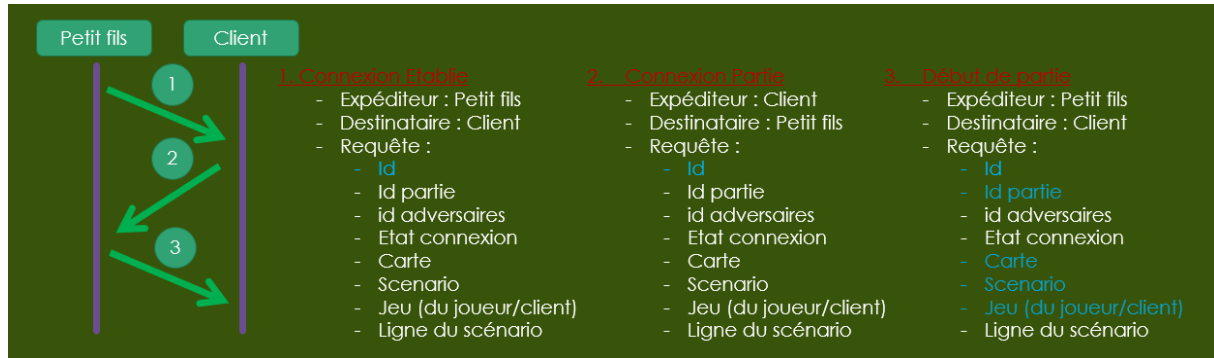 Petit fils
Client
1
2
3
1. Connexion Etablie
- Expéditeur : Petit fils
- Destinataire : Client
- Requête :
- Id
- Id partie
- id adversaires
- Etat connexion
- Carte
- Scenario
- Jeu (du joueur/client)
- Ligne du scénario
2. Connexion Partie
- Expéditeur : Client
- Destinataire : Petit fils
- Requête :
- Id
- Id partie
- id adversaires
- Etat connexion
- Carte
- Scenario
- Jeu (du joueur/client)
- Ligne du scénario
3. Début de partie
- Expéditeur : Petit fils
- Destinataire : Client
- Requête :
- Id
- Id partie
- id adversaires
- Etat connexion
- Carte
- Scenario
- Jeu (du joueur/client)
- Ligne du scénario